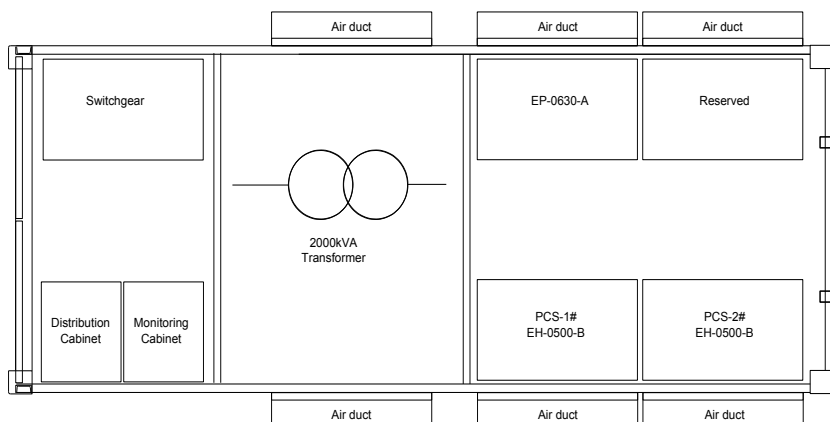 Air duct
Air duct
Air duct
Switchgear
EP-0630-A
Reserved
2000kVA
Transformer
Distribution
Cabinet
Monitoring
Cabinet
PCS-1#
EH-0500-B
PCS-2#
EH-0500-B
Air duct
Air duct
Air duct